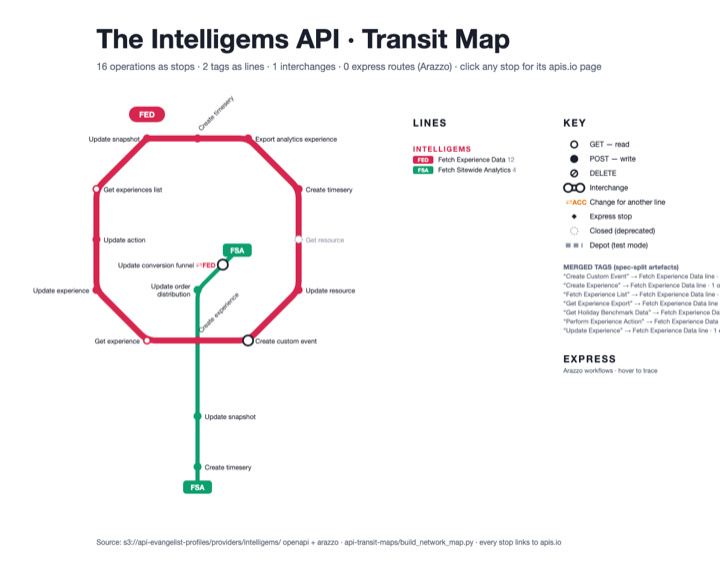 The Intelligems API · Transit Map
16 operations as stops · 2 tags as lines · 1 interchanges · 0 express routes (Arazzo) · click any stop for its apis.io page
FED
Create timesery
Update snapshot
Export analytics experience
Get experiences list
Create timesery
Update action
Get resource
FSA
Update conversion funnel ⇄FED
Update experience
Update order
distribution
Update resource
Create experience
Get experience
Create custom event
Update snapshot
Create timesery
FSA
LINES
INTELLIGEMS
FED Fetch Experience Data 12
FSA Fetch Sitewide Analytics 4
KEY
GET — read
POST — write
DELETE
Interchange
⇄ACC Change for another line
Express stop
Closed (deprecated)
Depot (test mode)
MERGED TAGS (spec-split artefacts)
"Create Custom Event" → Fetch Experience Data line ·
"Create Experience" → Fetch Experience Data line · 1 o
"Fetch Experience List" → Fetch Experience Data line ·
"Get Experience Export" → Fetch Experience Data line
"Get Holiday Benchmark Data" → Fetch Experience Da
"Perform Experience Action" → Fetch Experience Data
"Update Experience" → Fetch Experience Data line · 1
EXPRESS
Arazzo workflows · hover to trace
Source: s3://api-evangelist-profiles/providers/intelligems/ openapi + arazzo · api-transit-maps/build_network_map.py · every stop links to apis.io